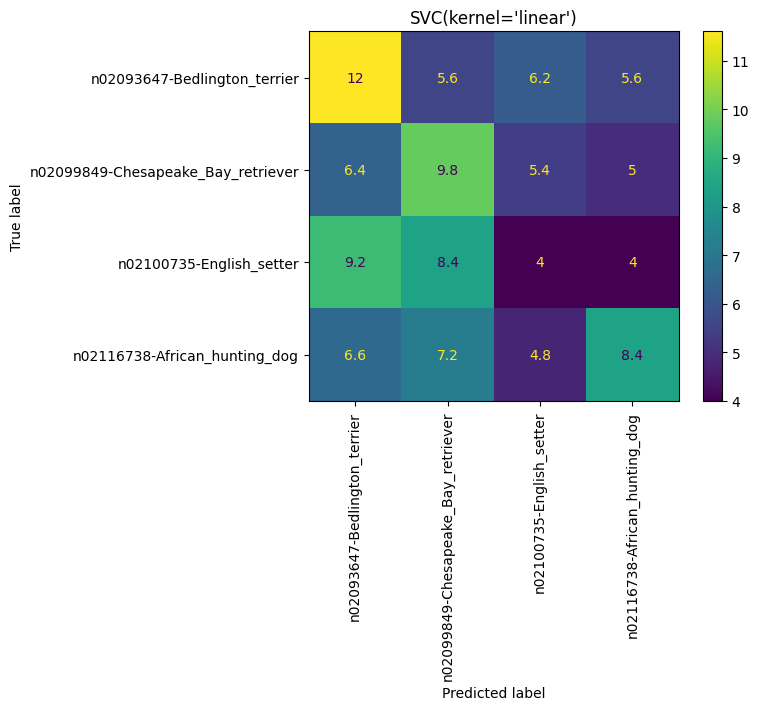 SVC(kernel='linear')
True label
n02093647-Bedlington_terrier
12 5.6 6.2 5.6
n02099849-Chesapeake_Bay_retriever
6.4 9.8 5.4 5
n02100735-English_setter
9.2 8.4 4 4
n02116738-African_hunting_dog
6.6 7.2 4.8 8.4
n02093647-Bedlington_terrier
n02099849-Chesapeake_Bay_retriever
n02100735-English_setter
n02116738-African_hunting_dog
Predicted label
11
10
9
8
7
6
5
4